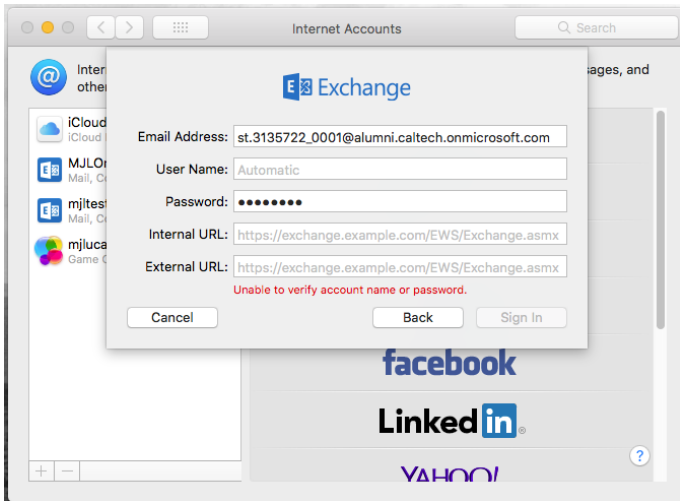 Internet Accounts
Search
Inter
sages, and
othe
Exchange
iCloud
iCloud
MJLOn
Mail, C
mjltest
Mail, C
mjluca
Game C
Email Address: st.3135722_0001@alumni.caltech.onmicrosoft.com
User Name: Automatic
Password: ••••••••
Internal URL: https://exchange.example.com/EWS/Exchange.asmx
External URL: https://exchange.example.com/EWS/Exchange.asmx
Unable to verify account name or password.
Cancel Back Sign In
facebook
Linked in
YAHOO!
?